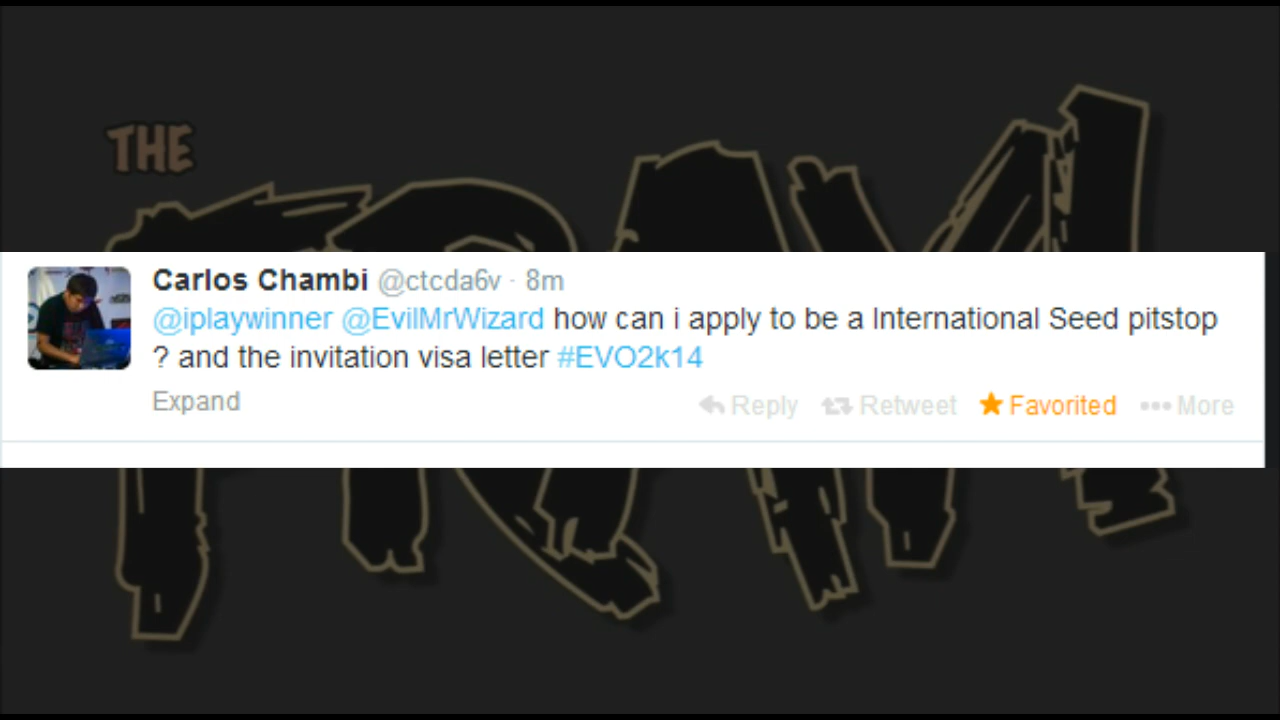 THE
Carlos Chambi @ctcda6v · 8m
@iplaywinner @EvilMrWizard how can i apply to be a International Seed pitstop
? and the invitation visa letter #EVO2k14
Expand Reply Retweet Favorited More